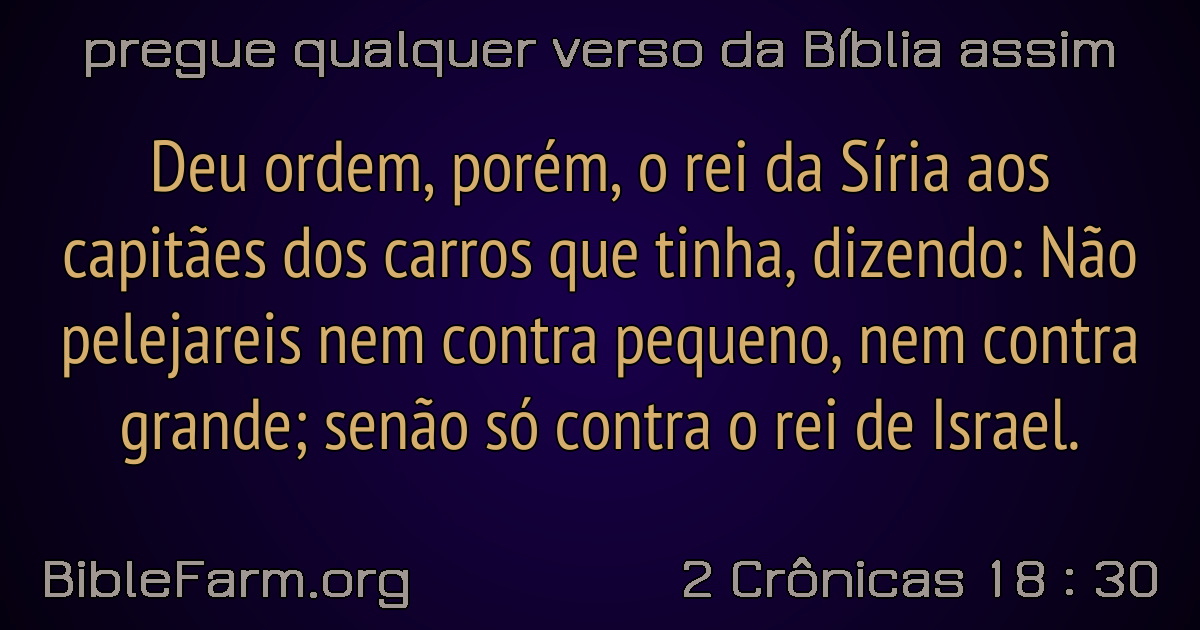 pregue qualquer verso da Bíblia assim
Deu ordem, porém, o rei da Síria aos
capitães dos carros que tinha, dizendo: Não
pelejareis nem contra pequeno, nem contra
grande; senão só contra o rei de Israel.
BibleFarm.org
2 Crônicas 18 : 30